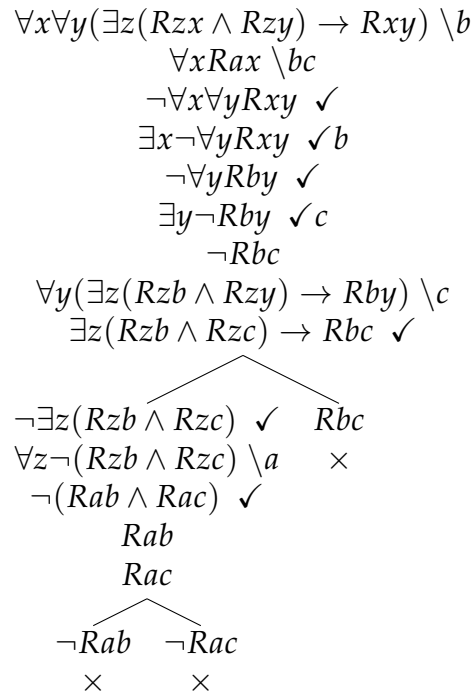 ∀x∀y(∃z(Rzx ∧ Rzy) → Rxy) \b
∀xRax \bc
¬∀x∀yRxy ✓
∃x¬∀yRxy ✓b
¬∀yRby ✓
∃y¬Rby ✓c
¬Rbc
∀y(∃z(Rzb ∧ Rzy) → Rby) \c
∃z(Rzb ∧ Rzc) → Rbc ✓
¬∃z(Rzb ∧ Rzc) ✓ Rbc
∀z¬(Rzb ∧ Rzc) \a ×
¬(Rab ∧ Rac) ✓
Rab
Rac
¬Rab ¬Rac
× ×